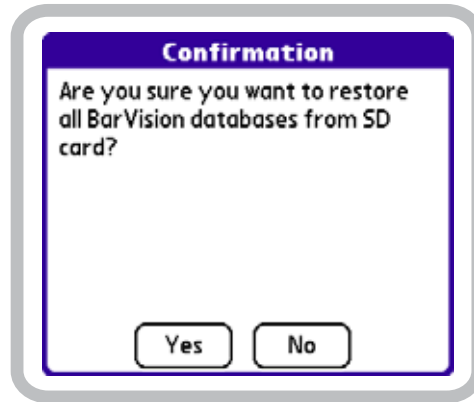 Confirmation
Are you sure you want to restore
all BarVision databases from SD
card?
Yes No